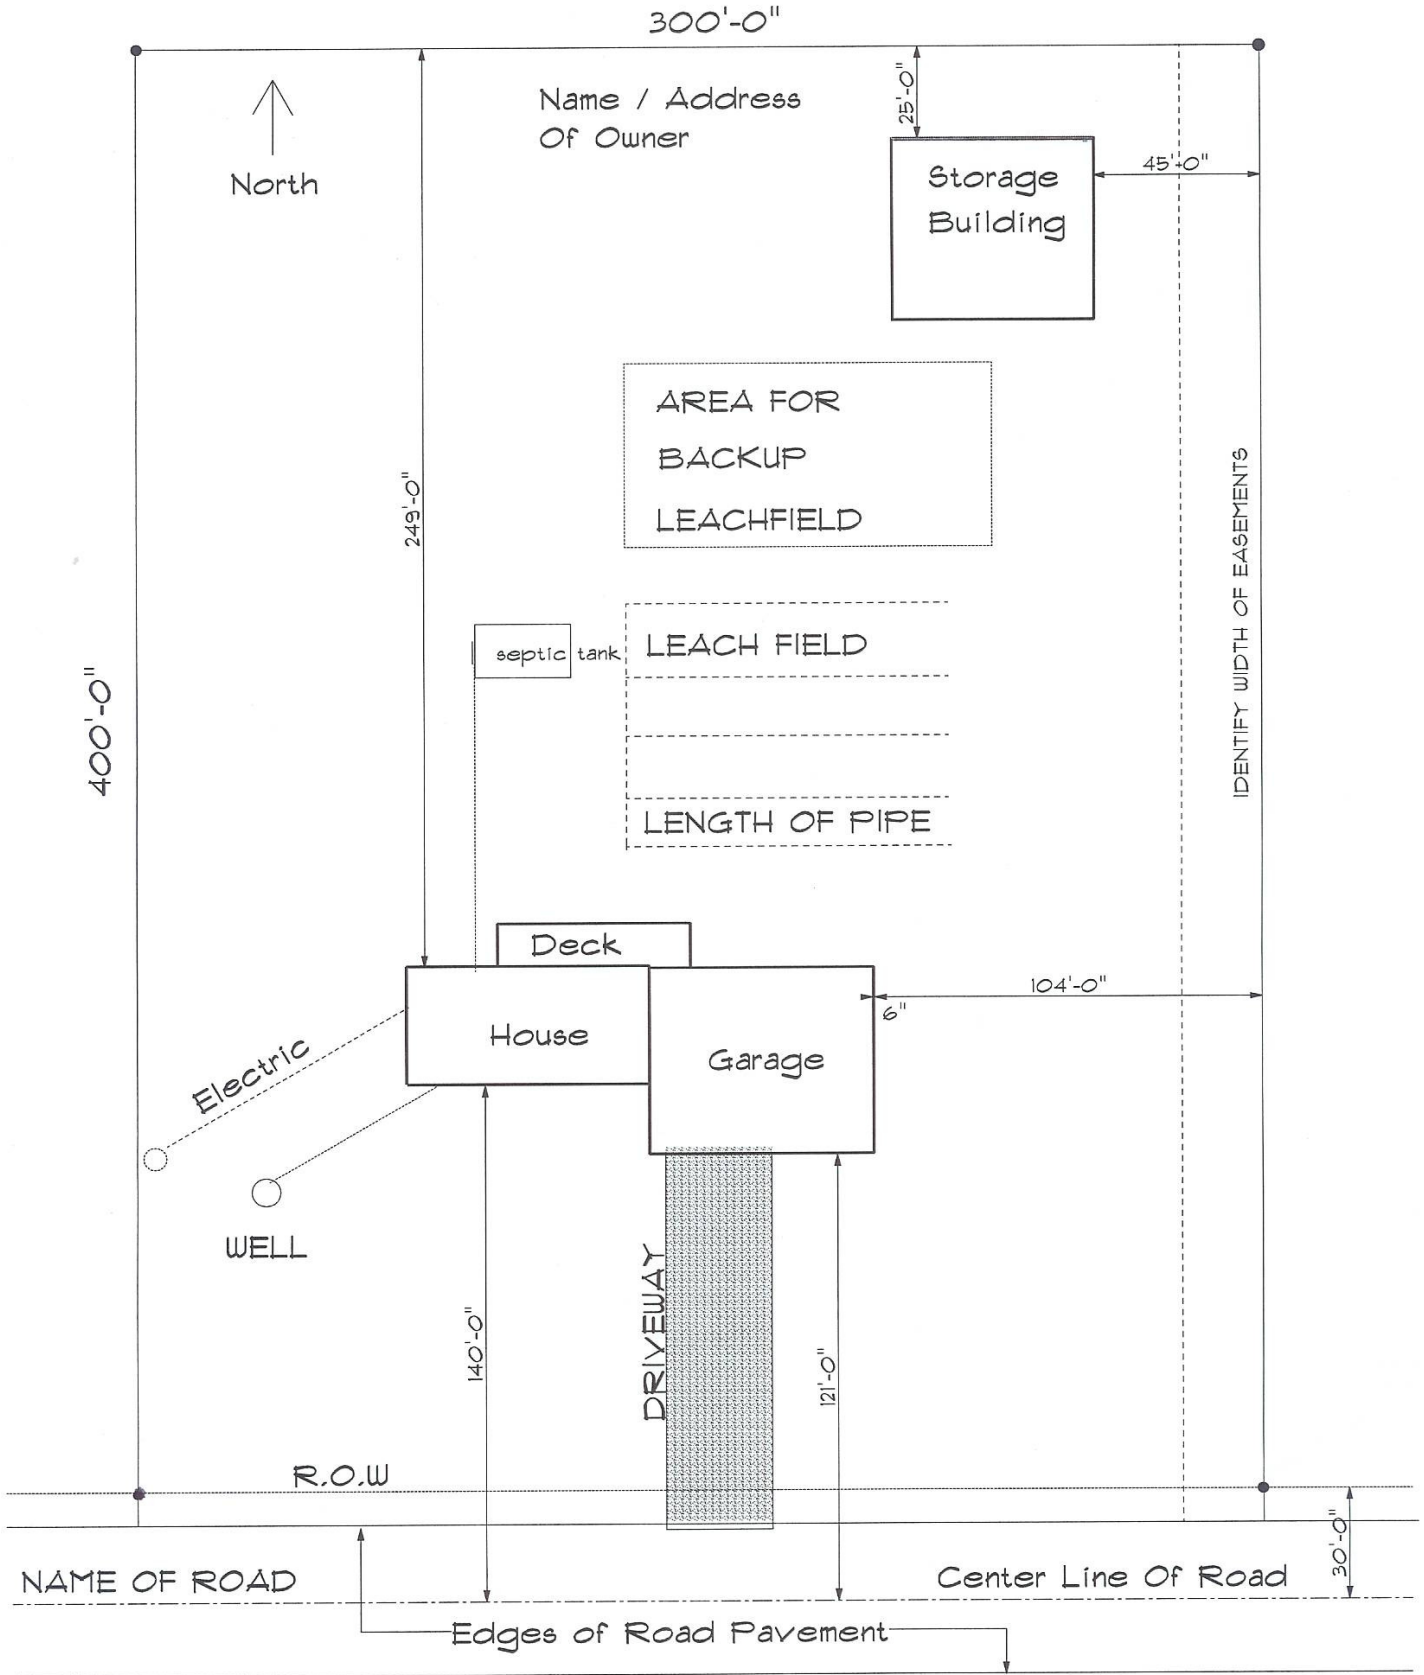 300'-0"
Name / Address
Of Owner
25'-0"
North
Storage
Building
45'-0"
AREA FOR
BACKUP
LEACHFIELD
249'-0"
IDENTIFY WIDTH OF EASEMENTS
septic tank
LEACH FIELD
400'-0"
LENGTH OF PIPE
Deck
104'-0"
6"
House
Garage
Electric
WELL
DRIVEWAY
140'-0"
121'-0"
R.O.W
30'-0"
NAME OF ROAD
Center Line Of Road
Edges of Road Pavement